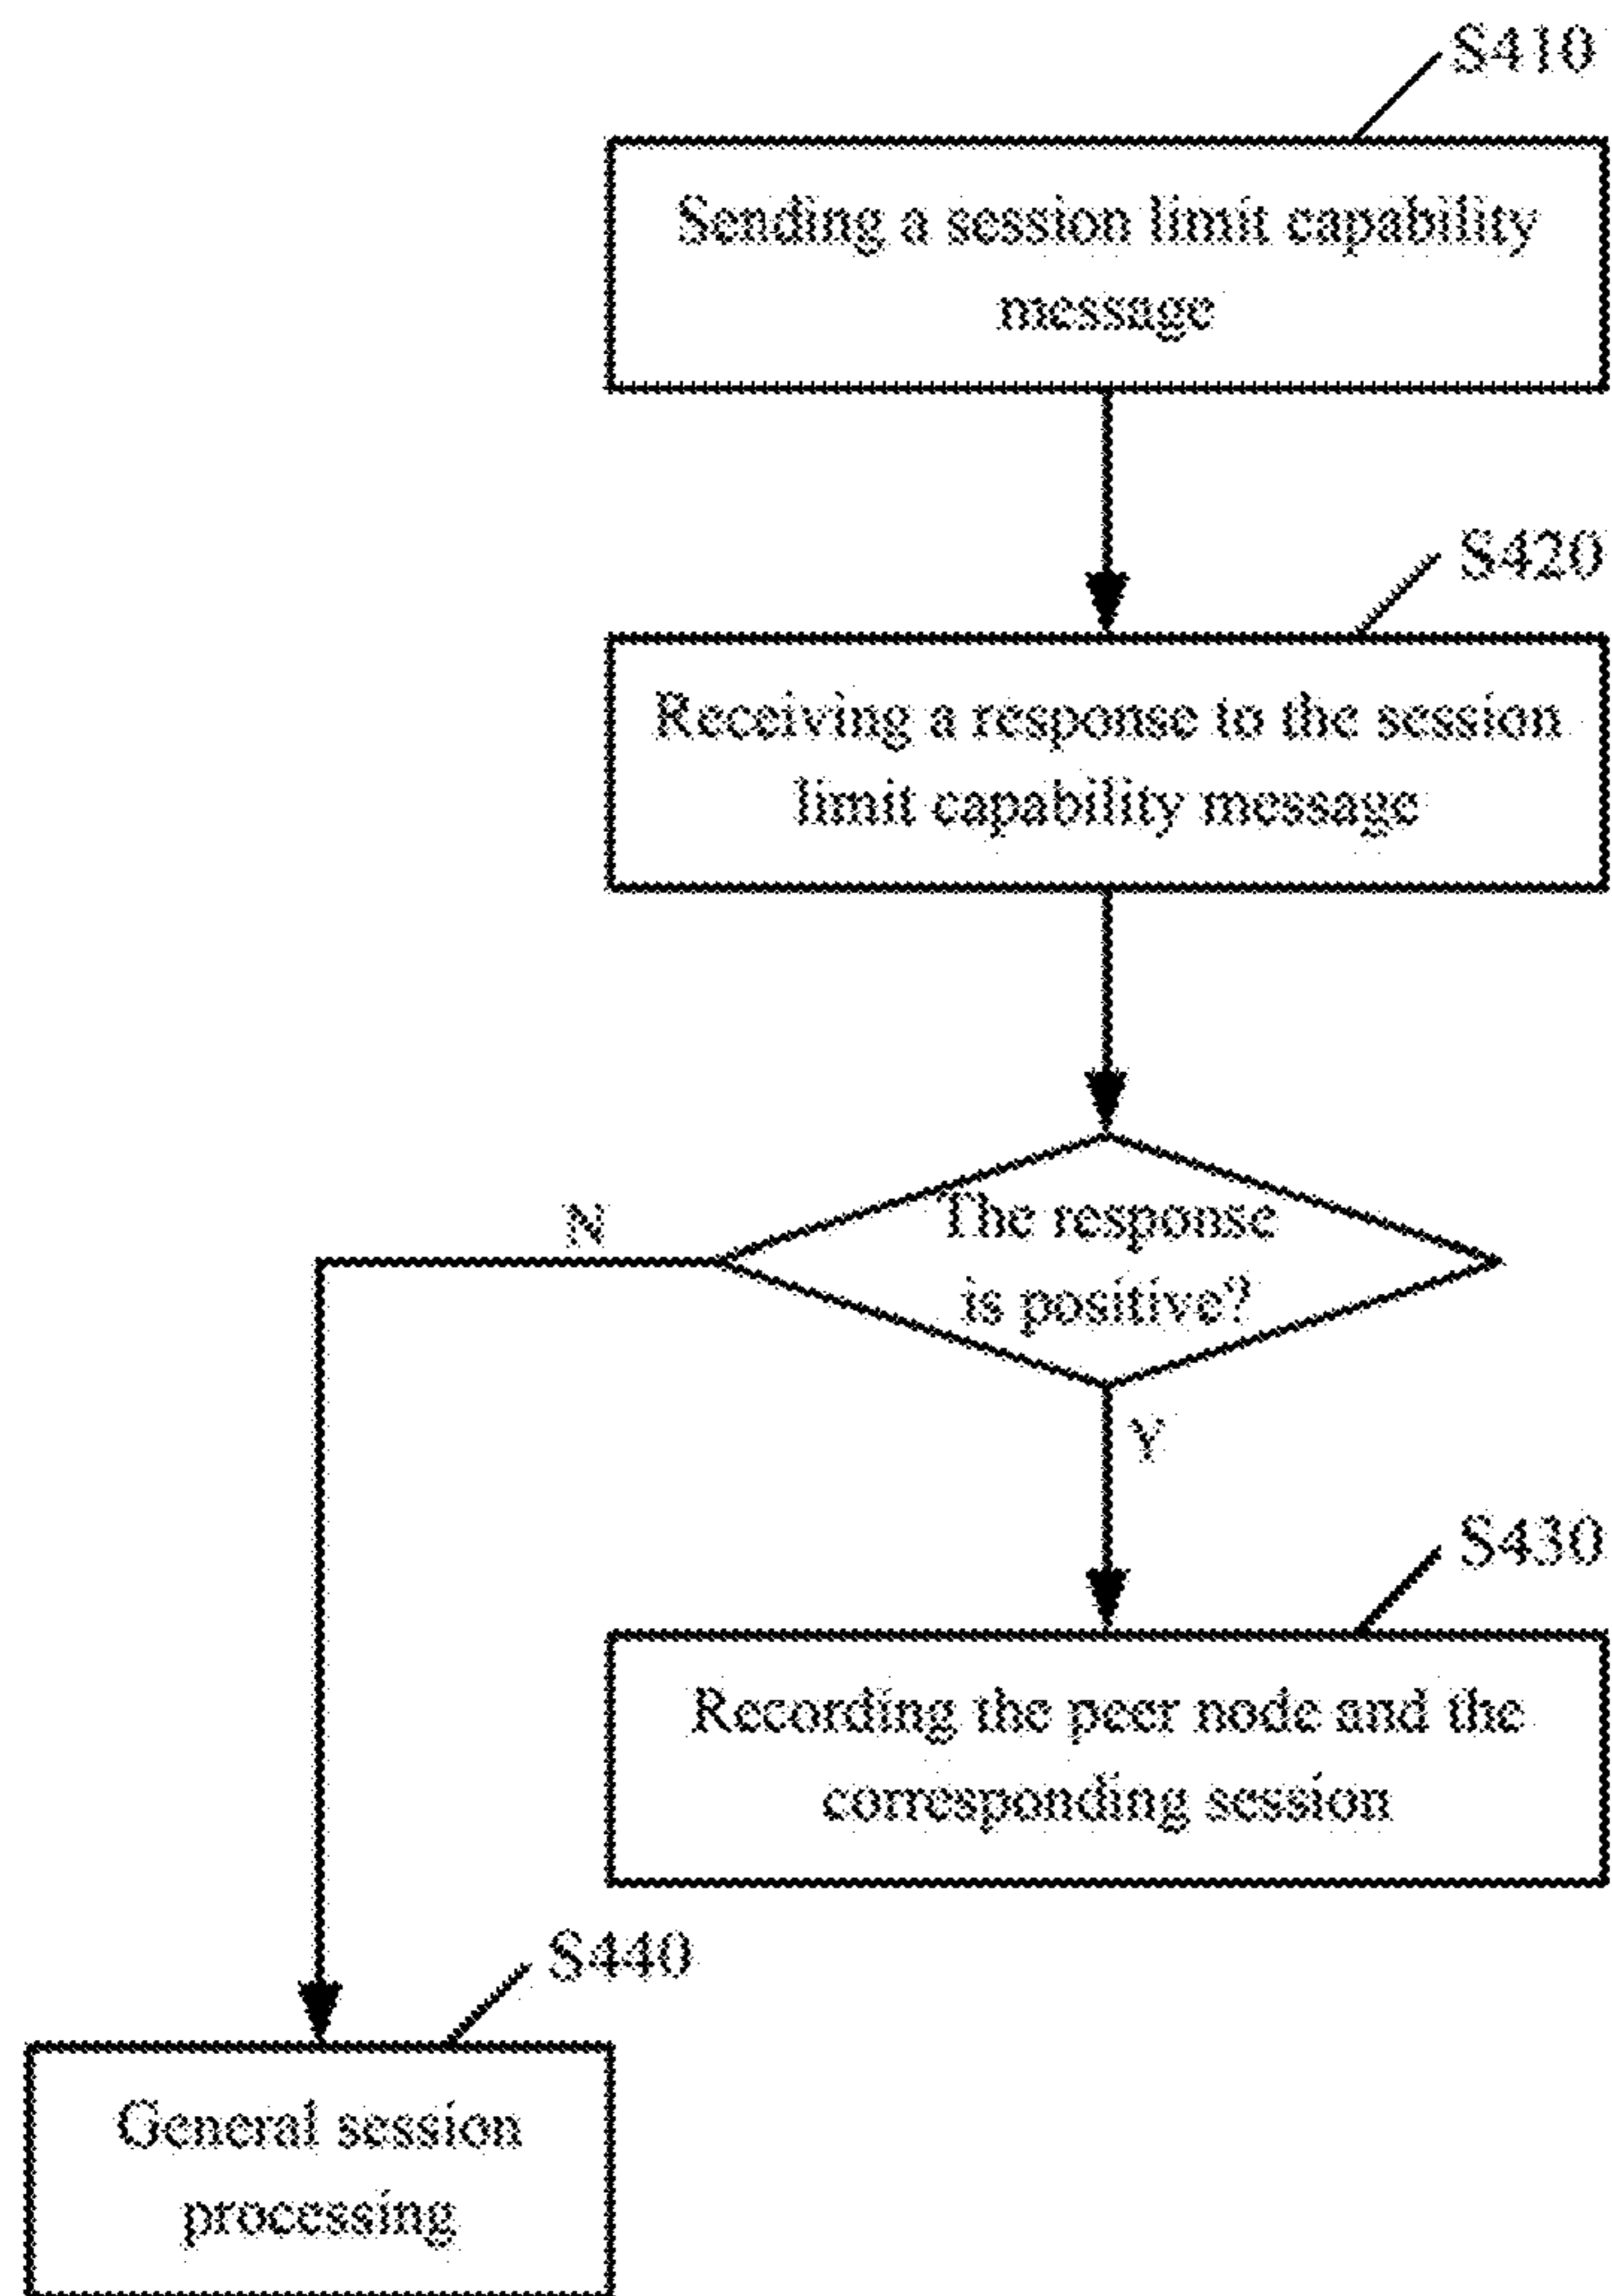 S410
Sending a session limit capability
message
S420
Receiving a response to the session
limit capability message
The response
is positive?
N
Y
S430
Recording the peer node and the
corresponding session
S440
General session
processing